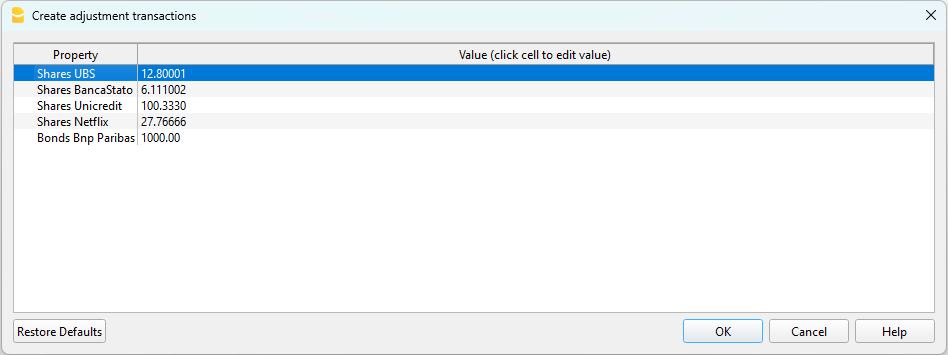 Create adjustment transactions
Property Value (click cell to edit value)
Shares UBS 12.80001
Shares BancaStato 6.111002
Shares Unicredit 100.3330
Shares Netflix 27.76666
Bonds Bnp Paribas 1000.00
Restore Defaults OK Cancel Help